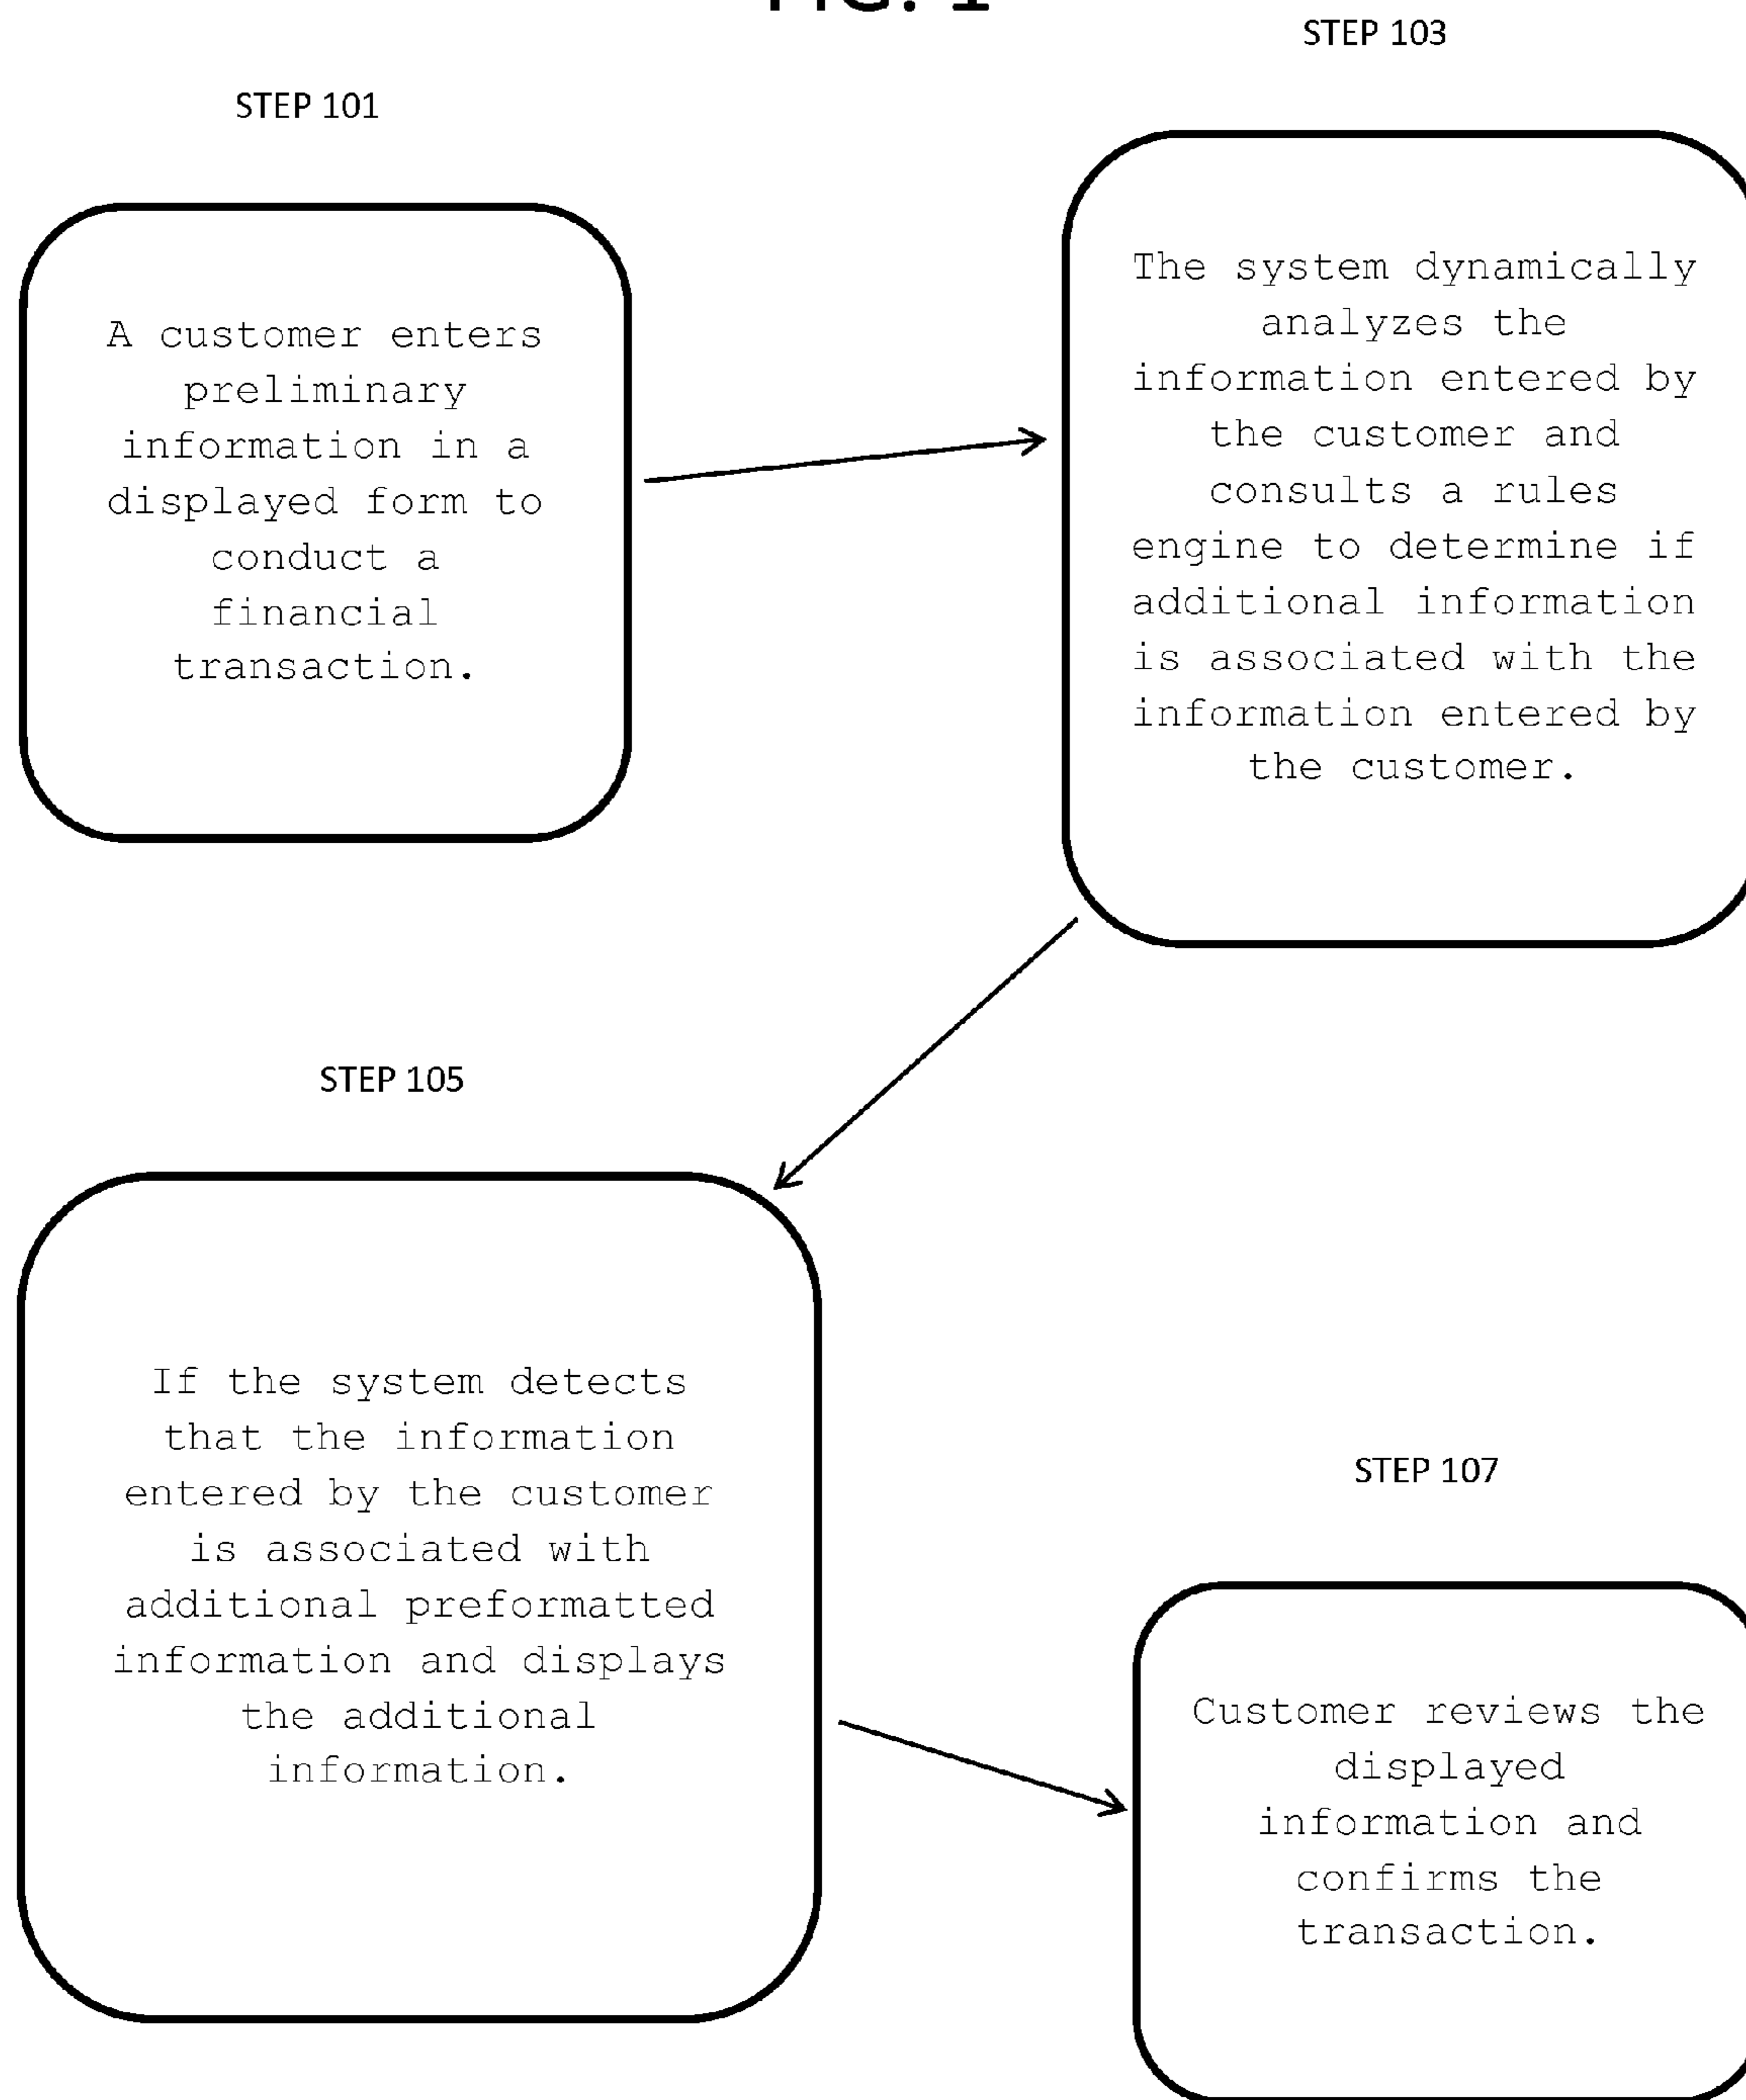 FIG. 1
STEP 101
A customer enters
preliminary
information in a
displayed form to
conduct a
financial
transaction.
STEP 103
The system dynamically
analyzes the
information entered by
the customer and
consults a rules
engine to determine if
additional information
is associated with the
information entered by
the customer.
STEP 105
If the system detects
that the information
entered by the customer
is associated with
additional preformatted
information and displays
the additional
information.
STEP 107
Customer reviews the
displayed
information and
confirms the
transaction.